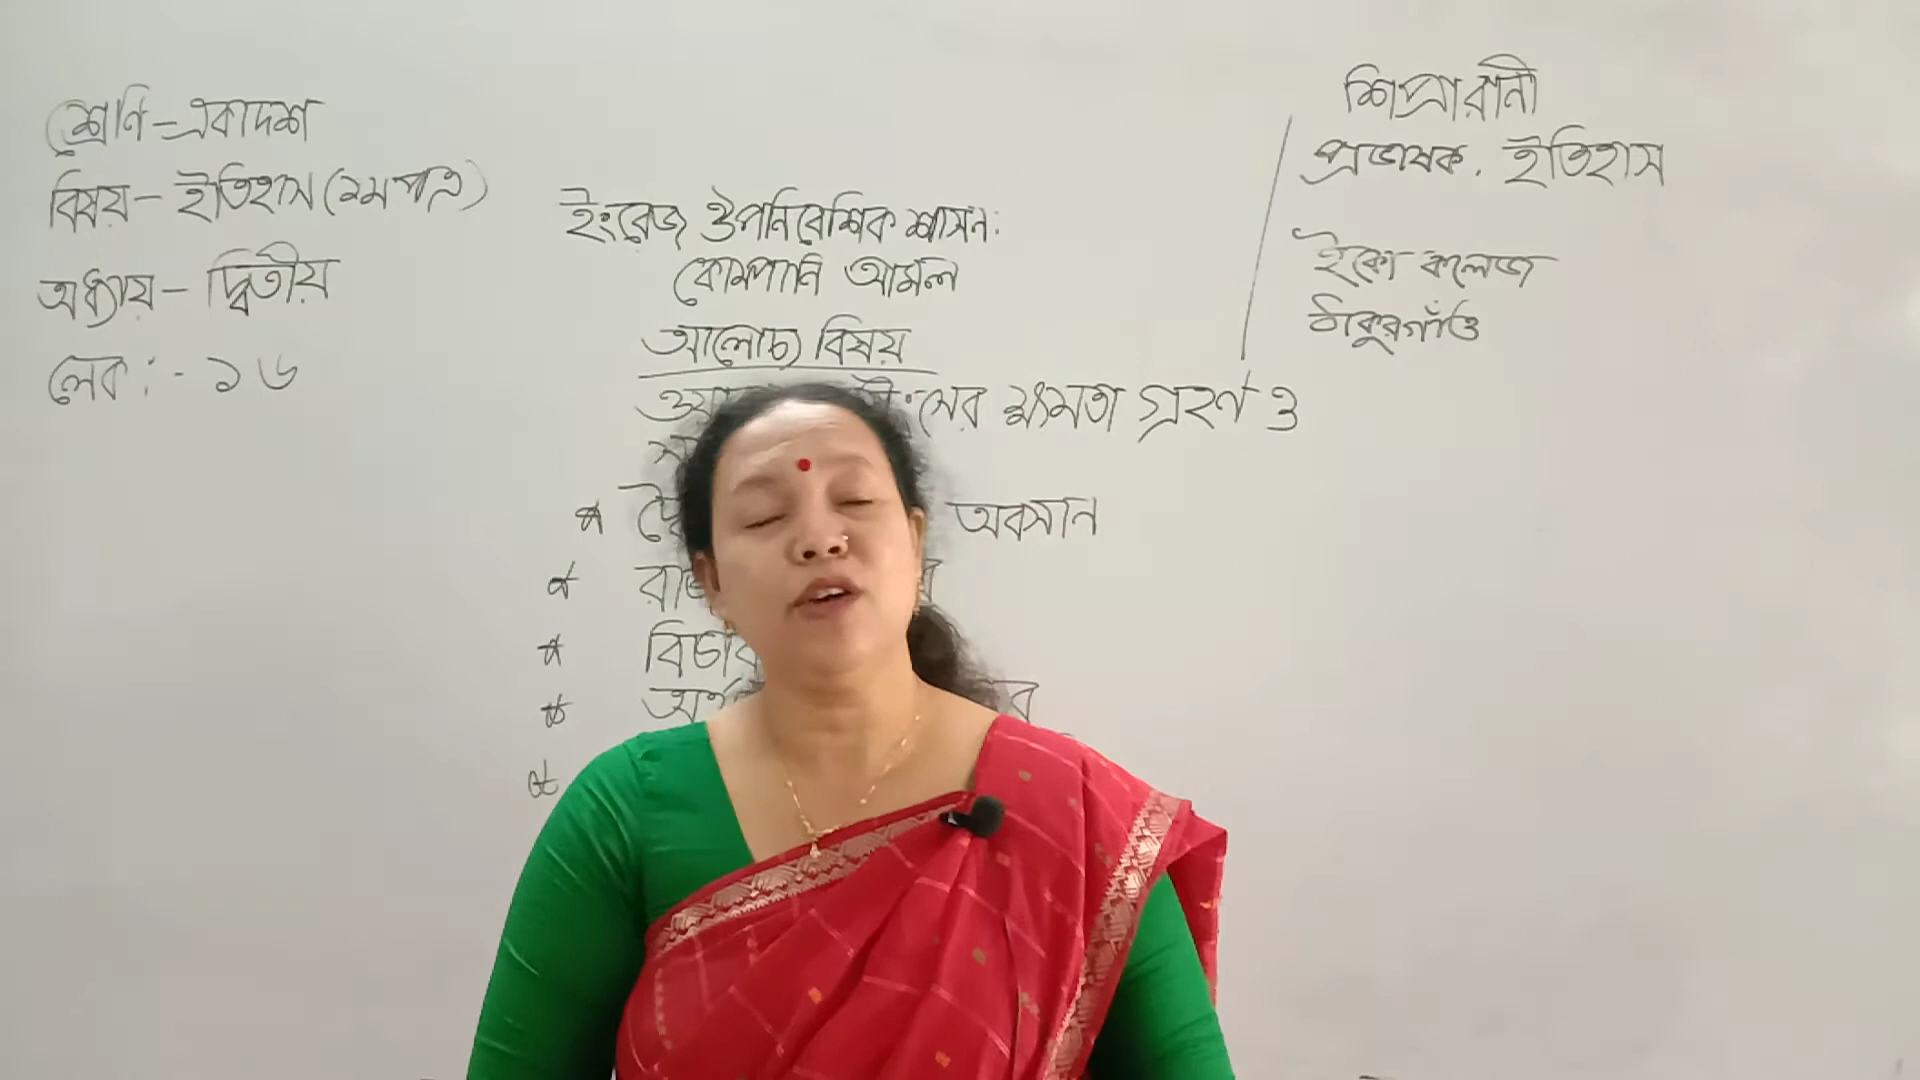 শ্রেণি - একাদশ
বিষয় - ইতিহাস (১ম পত্র)
অধ্যায় - দ্বিতীয়
লেক :- ১৬
ইংরেজ ঔপনিবেশিক শাসন:
কোম্পানি আমল
আলোচ্য বিষয়
ক্ষমতা গ্রহণ ও
অবসান
শিপ্রা রানী
প্রভাষক. ইতিহাস
ইকো কলেজ
ঠাকুরগাঁও